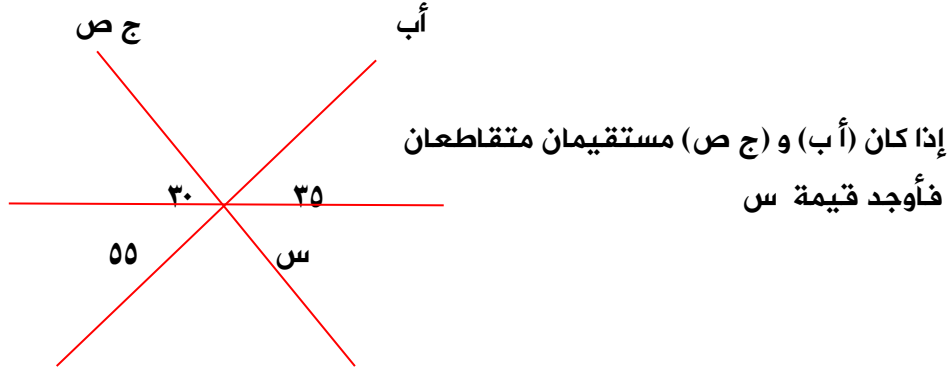 أب
ج ص
إذا كان (أ ب) و (ج ص) مستقيمان متقاطعان
فأوجد قيمة س
٣٥
٣٠
س
٥٥